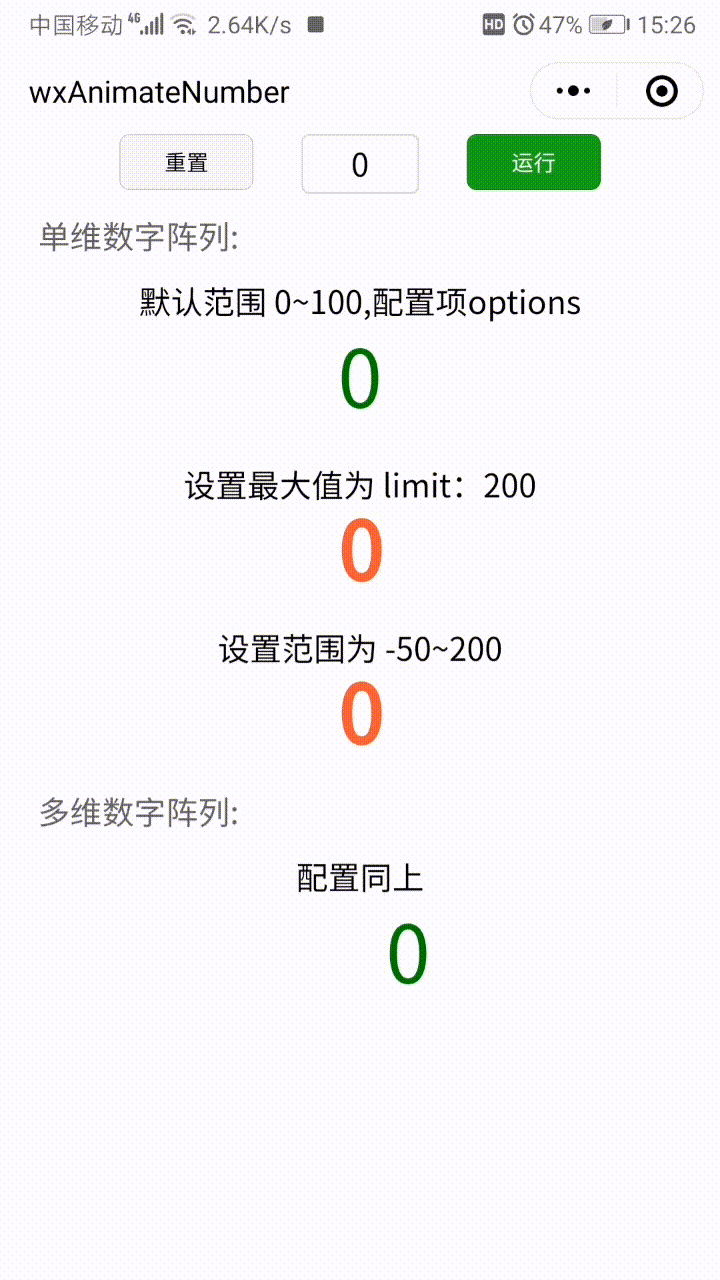 中国移动 4G 2.64K/s HD 47% 15:26
wxAnimateNumber
重置 0 运行
单维数字阵列:
默认范围 0~100,配置项options
0
设置最大值为 limit：200
0
设置范围为 -50~200
0
多维数字阵列:
配置同上
0